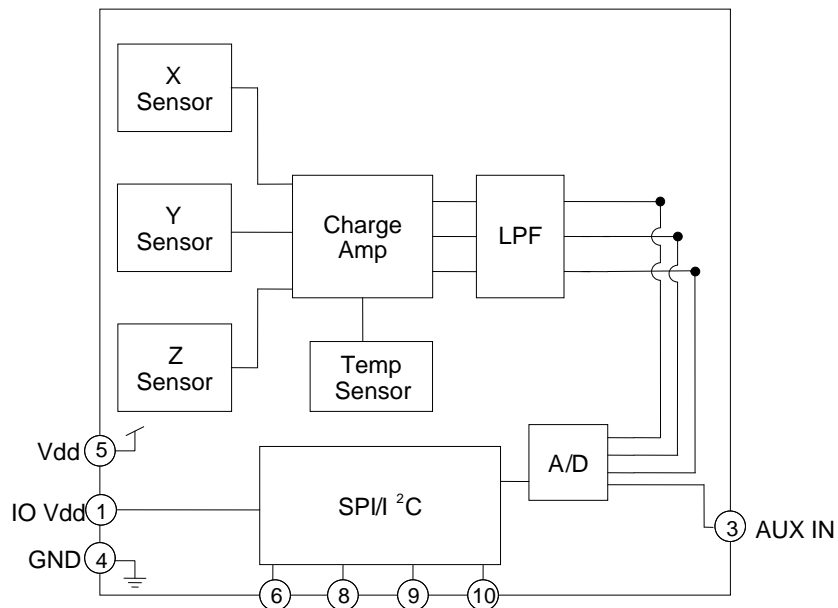 X
Sensor
Y
Sensor
Charge
Amp
LPF
Z
Sensor
Temp
Sensor
Vdd
5
A/D
IO Vdd
1
SPI/I ²C
3
AUX IN
GND
4
6
8
9
10